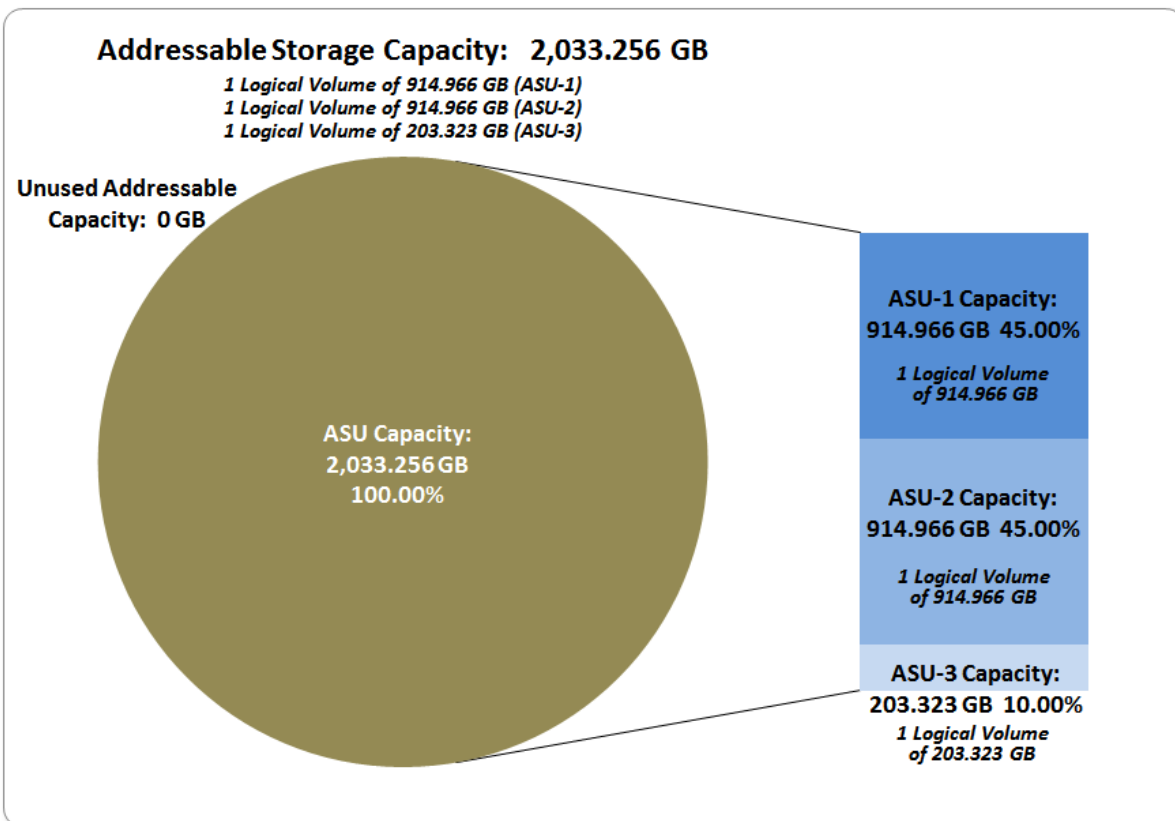 Addressable Storage Capacity: 2,033.256 GB
1 Logical Volume of 914.966 GB (ASU-1)
1 Logical Volume of 914.966 GB (ASU-2)
1 Logical Volume of 203.323 GB (ASU-3)
Unused Addressable
Capacity: 0 GB
ASU Capacity:
2,033.256 GB
100.00%
ASU-1 Capacity:
914.966 GB 45.00%
1 Logical Volume
of 914.966 GB
ASU-2 Capacity:
914.966 GB 45.00%
1 Logical Volume
of 914.966 GB
ASU-3 Capacity:
203.323 GB 10.00%
1 Logical Volume
of 203.323 GB